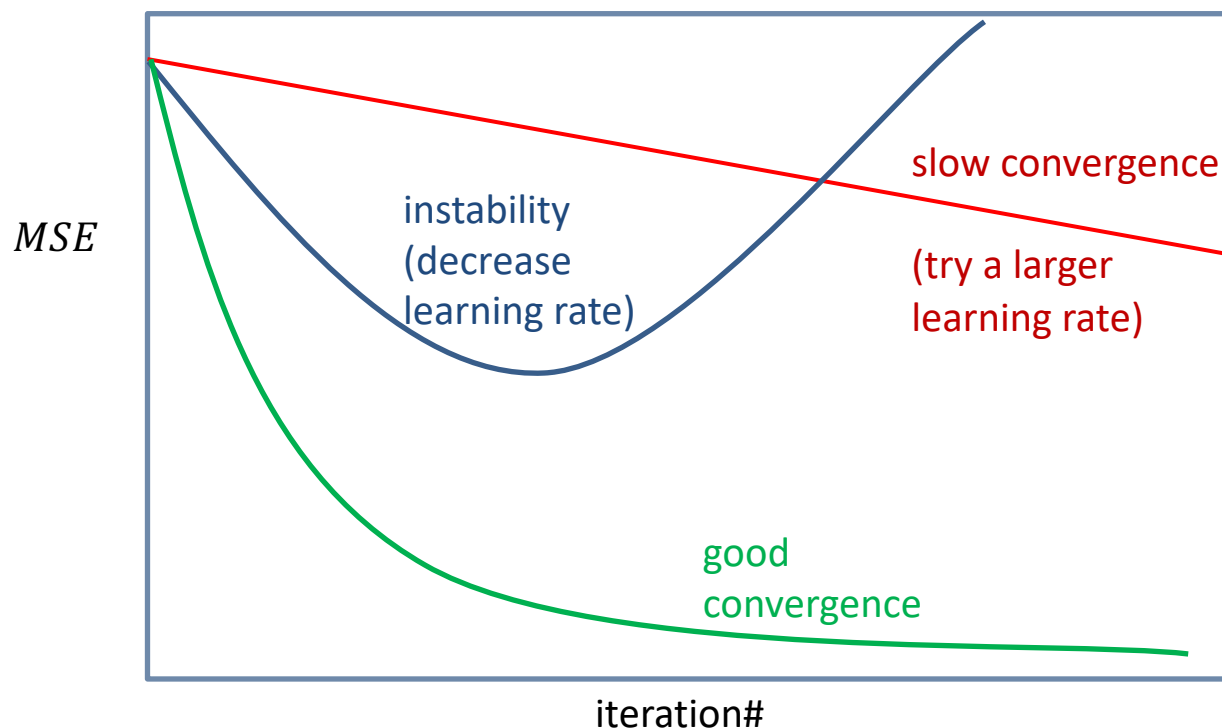 MSE
instability
(decrease
learning rate)
slow convergence
(try a larger
learning rate)
good
convergence
iteration#